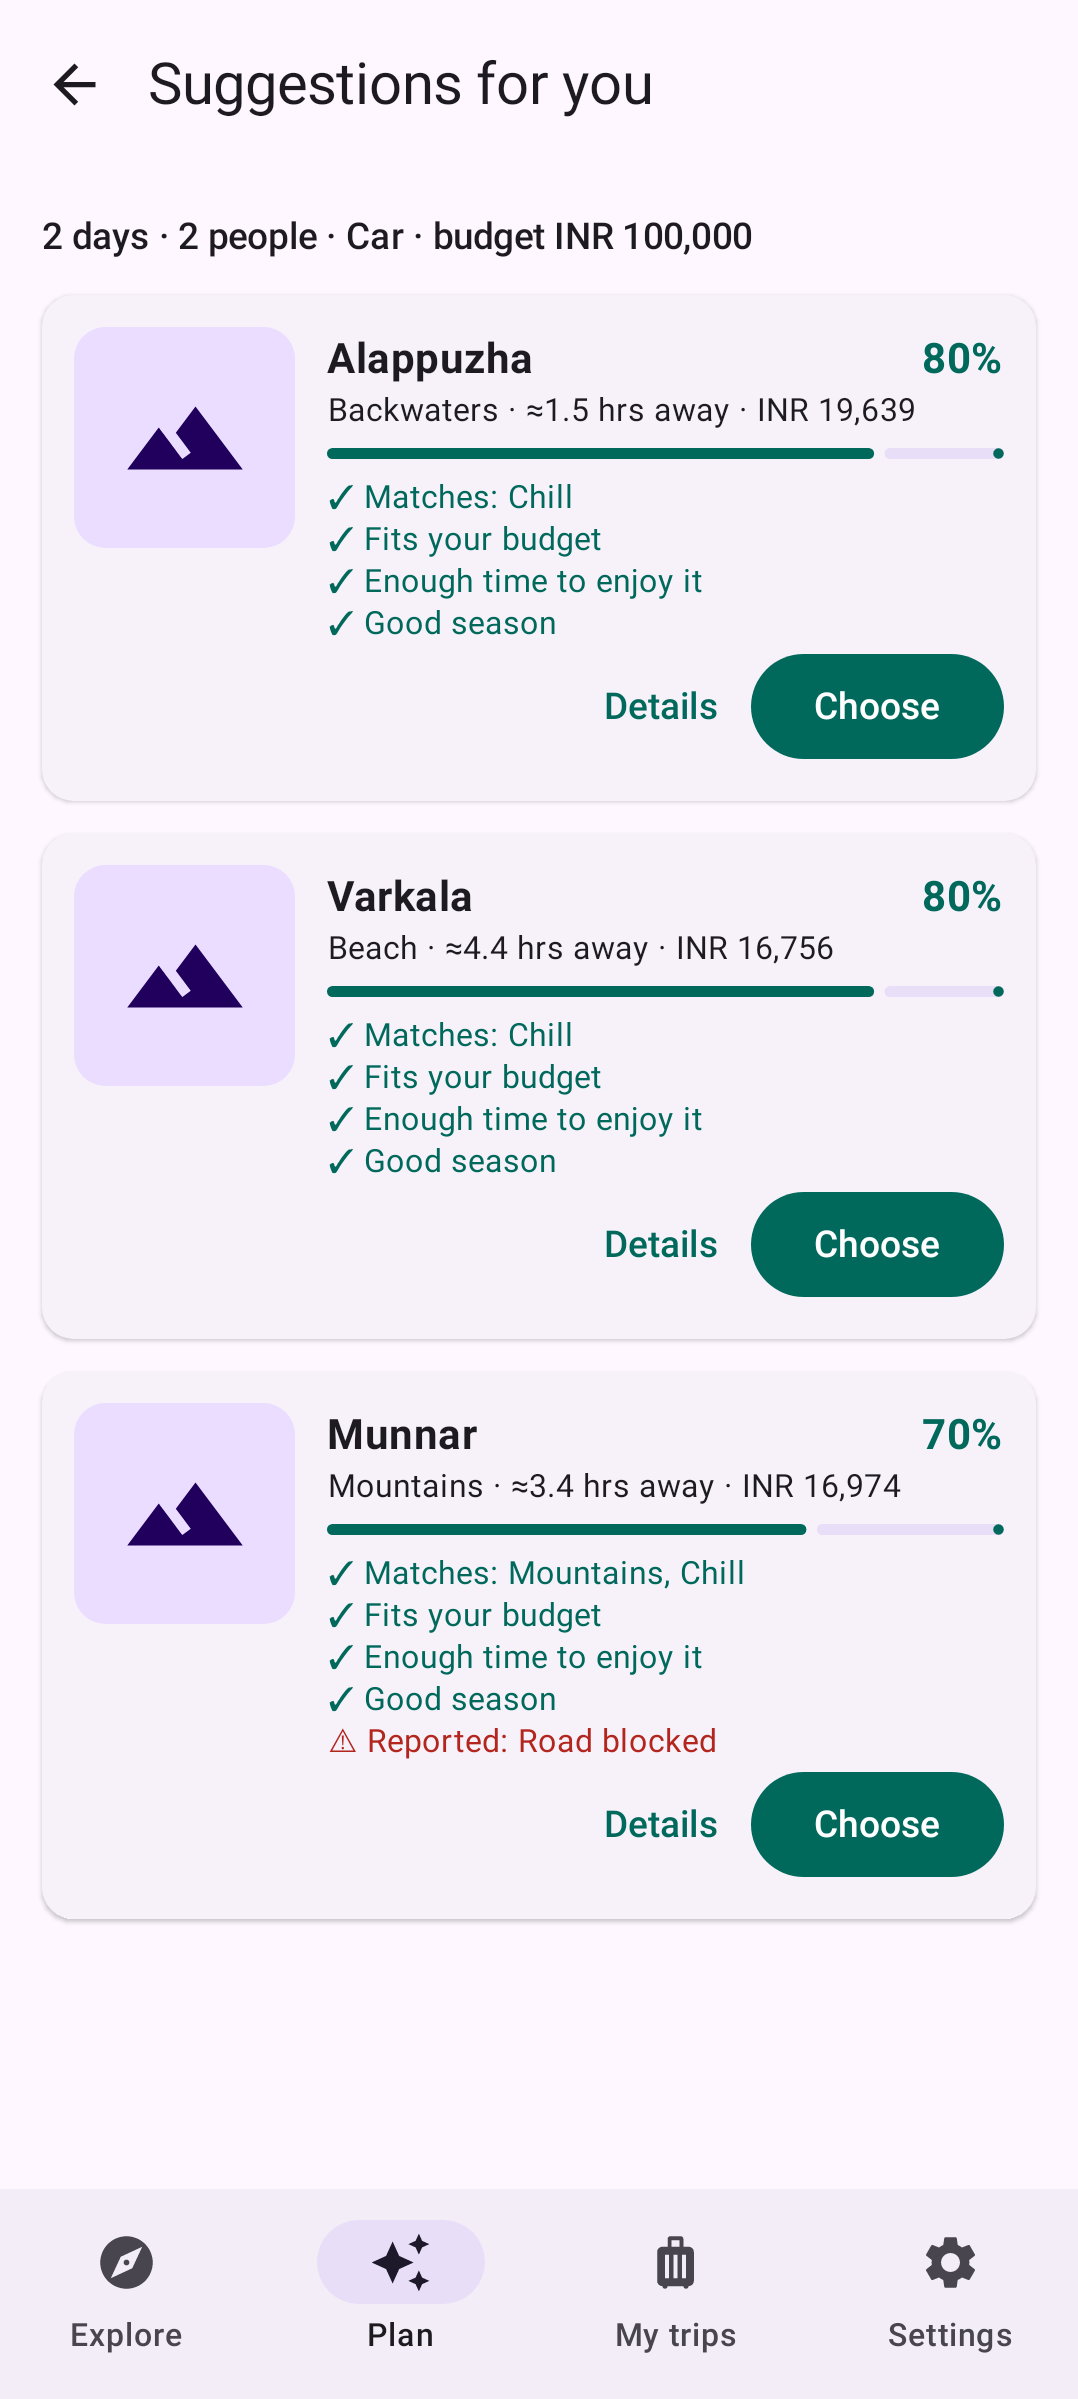 Suggestions for you
2 days · 2 people · Car · budget INR 100,000
Alappuzha 80%
Backwaters · ≈1.5 hrs away · INR 19,639
✓ Matches: Chill
✓ Fits your budget
✓ Enough time to enjoy it
✓ Good season
Details Choose
Varkala 80%
Beach · ≈4.4 hrs away · INR 16,756
✓ Matches: Chill
✓ Fits your budget
✓ Enough time to enjoy it
✓ Good season
Details Choose
Munnar 70%
Mountains · ≈3.4 hrs away · INR 16,974
✓ Matches: Mountains, Chill
✓ Fits your budget
✓ Enough time to enjoy it
✓ Good season
⚠ Reported: Road blocked
Details Choose
Explore Plan My trips Settings